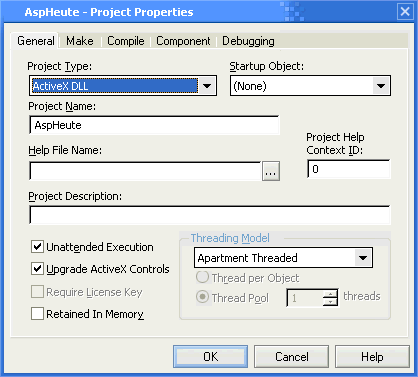 AspHeute - Project Properties
General Make Compile Component Debugging
Project Type: Startup Object:
ActiveX DLL (None)
Project Name:
AspHeute
Project Help
Context ID:
Help File Name:
... 0
Project Description:
Unattended Execution
Upgrade ActiveX Controls
Require License Key
Retained In Memory
Threading Model
Apartment Threaded
Thread per Object
Thread Pool 1 threads
OK Cancel Help